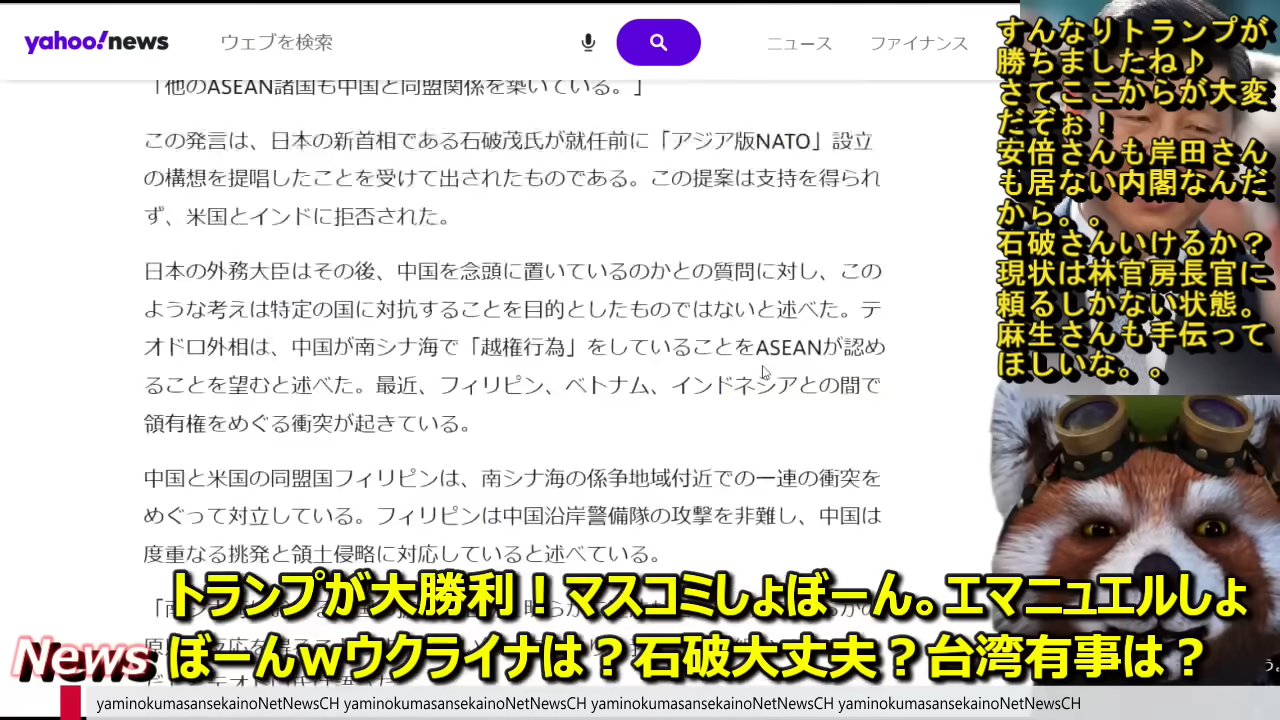 yahoo!news
ウェブを検索
ニュース
ファイナンス
「他のASEAN諸国も中国と同盟関係を築いている。」
この発言は、日本の新首相である石破茂氏が就任前に「アジア版NATO」設立
の構想を提唱したことを受けて出されたものである。この提案は支持を得られ
ず、米国とインドに拒否された。
日本の外務大臣はその後、中国を念頭に置いているのかとの質問に対し、この
ような考えは特定の国に対抗することを目的としたものではないと述べた。テ
オドロ外相は、中国が南シナ海で「越権行為」をしていることをASEANが認め
ることを望むと述べた。最近、フィリピン、ベトナム、インドネシアとの間で
領有権をめぐる衝突が起きている。
中国と米国の同盟国フィリピンは、南シナ海の係争地域付近での一連の衝突を
めぐって対立している。フィリピンは中国沿岸警備隊の攻撃を非難し、中国は
度重なる挑発と領土侵略に対応していると述べている。
すんなりトランプが
勝ちましたね♪
さてここからが大変
だぞぉ！
安倍さんも岸田さん
も居ない内閣なんだ
から。。
石破さんいけるか？
現状は林官房長官に
頼るしかない状態。
麻生さんも手伝って
ほしいな。。
トランプが大勝利！マスコミしょぼーん。エマニュエルしょ
ぼーんwウクライナは？石破大丈夫？台湾有事は？
News
う。
yaminokumasansekainoNetNewsCH yaminokumasansekainoNetNewsCH yaminokumasansekainoNetNewsCH yaminokumasansekainoNetNewsCH